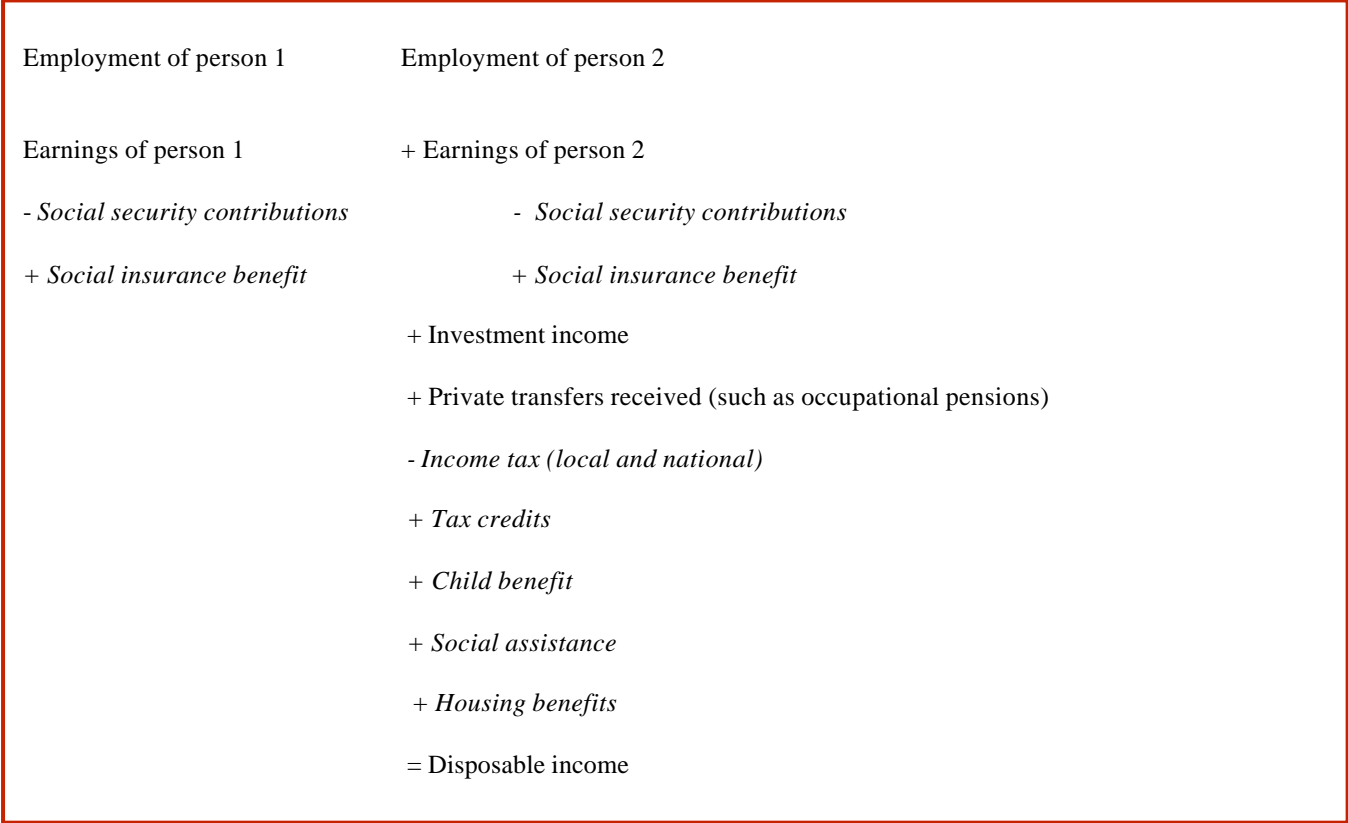 Employment of person 1 Employment of person 2
Earnings of person 1 + Earnings of person 2
- Social security contributions - Social security contributions
+ Social insurance benefit + Social insurance benefit
+ Investment income
+ Private transfers received (such as occupational pensions)
- Income tax (local and national)
+ Tax credits
+ Child benefit
+ Social assistance
+ Housing benefits
= Disposable income